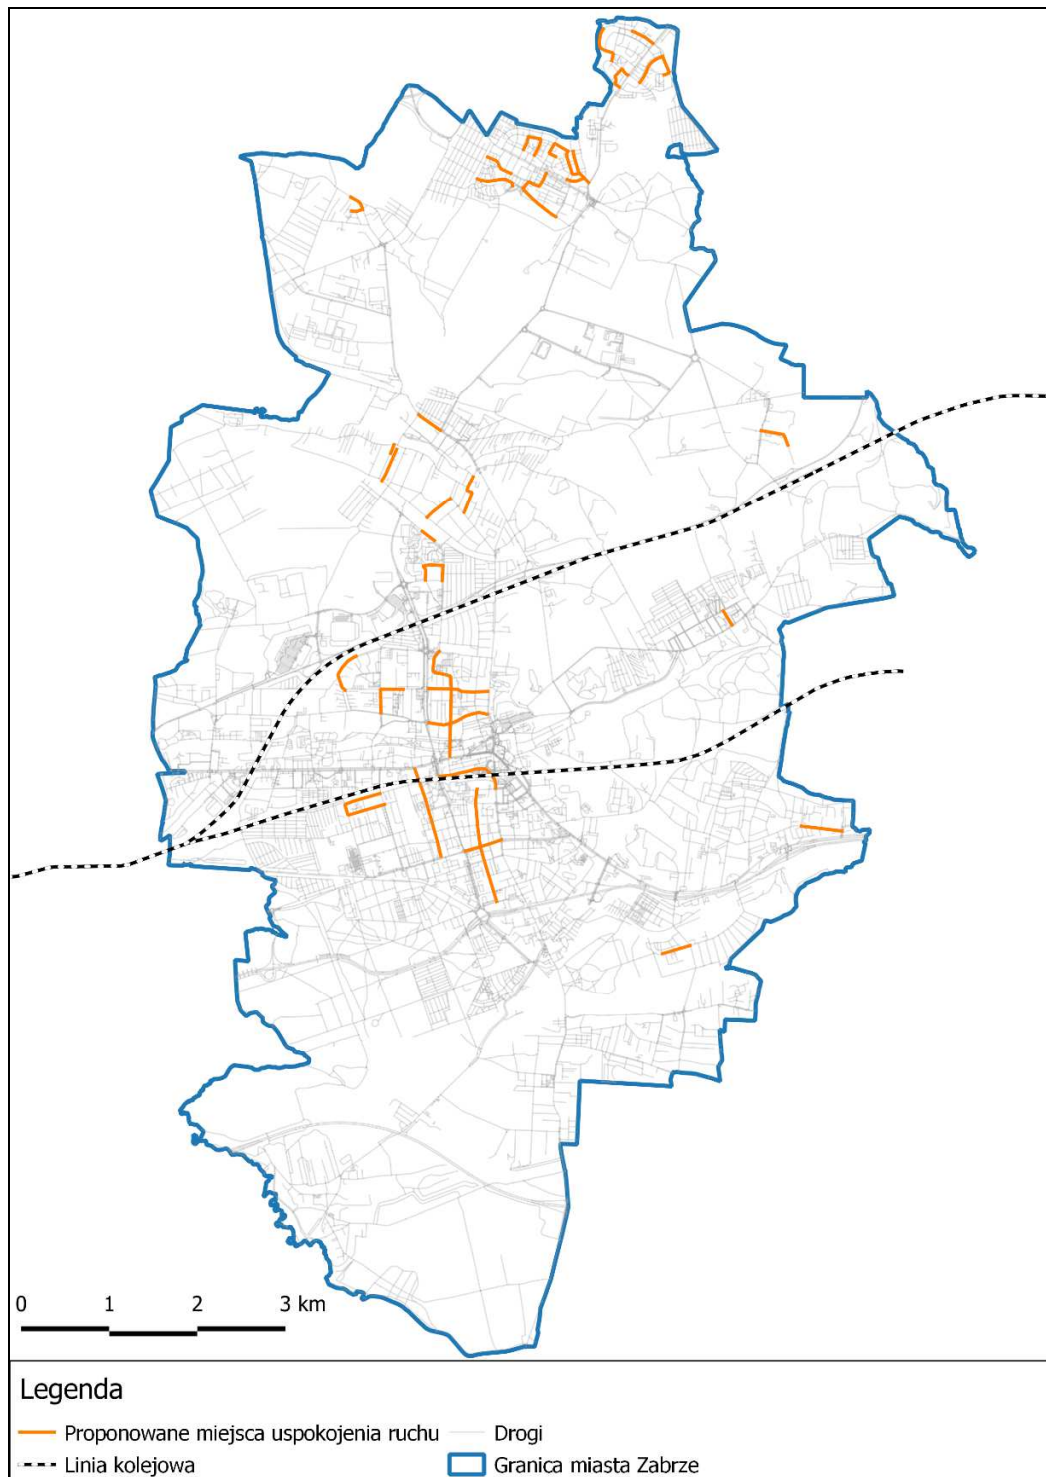 0 1 2 3 km
Legenda
Proponowane miejsca uspokojenia ruchu Drogi
Linia kolejowa Granica miasta Zabrze